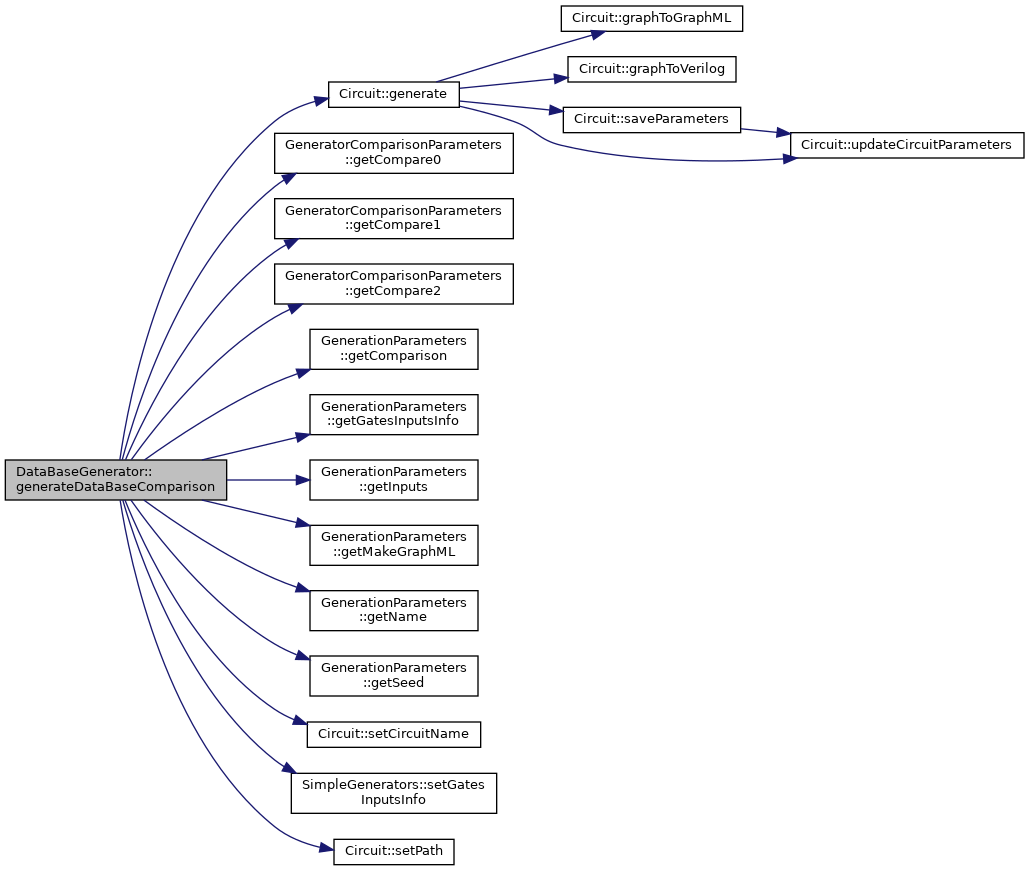 Circuit::graphToGraphML
Circuit::graphToVerilog
Circuit::generate
Circuit::saveParameters
Circuit::updateCircuitParameters
GeneratorComparisonParameters
::getCompare0
GeneratorComparisonParameters
::getCompare1
GeneratorComparisonParameters
::getCompare2
GenerationParameters
::getComparison
GenerationParameters
::getGatesInputsInfo
DataBaseGenerator::
generateDataBaseComparison
GenerationParameters
::getInputs
GenerationParameters
::getMakeGraphML
GenerationParameters
::getName
GenerationParameters
::getSeed
Circuit::setCircuitName
SimpleGenerators::setGates
InputsInfo
Circuit::setPath